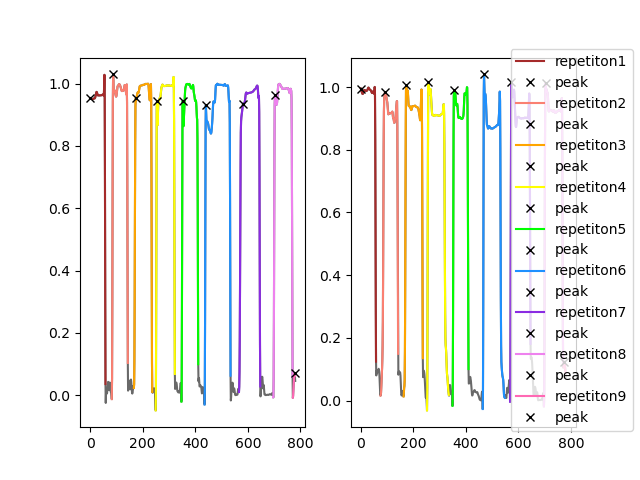 1.0
0.8
0.6
0.4
0.2
0.0
0 200 400 600 800
1.0
0.8
0.6
0.4
0.2
0.0
0 200 400 600 800
repetiton1
peak
repetiton2
peak
repetiton3
peak
repetiton4
peak
repetiton5
peak
repetiton6
peak
repetiton7
peak
repetiton8
peak
repetiton9
peak